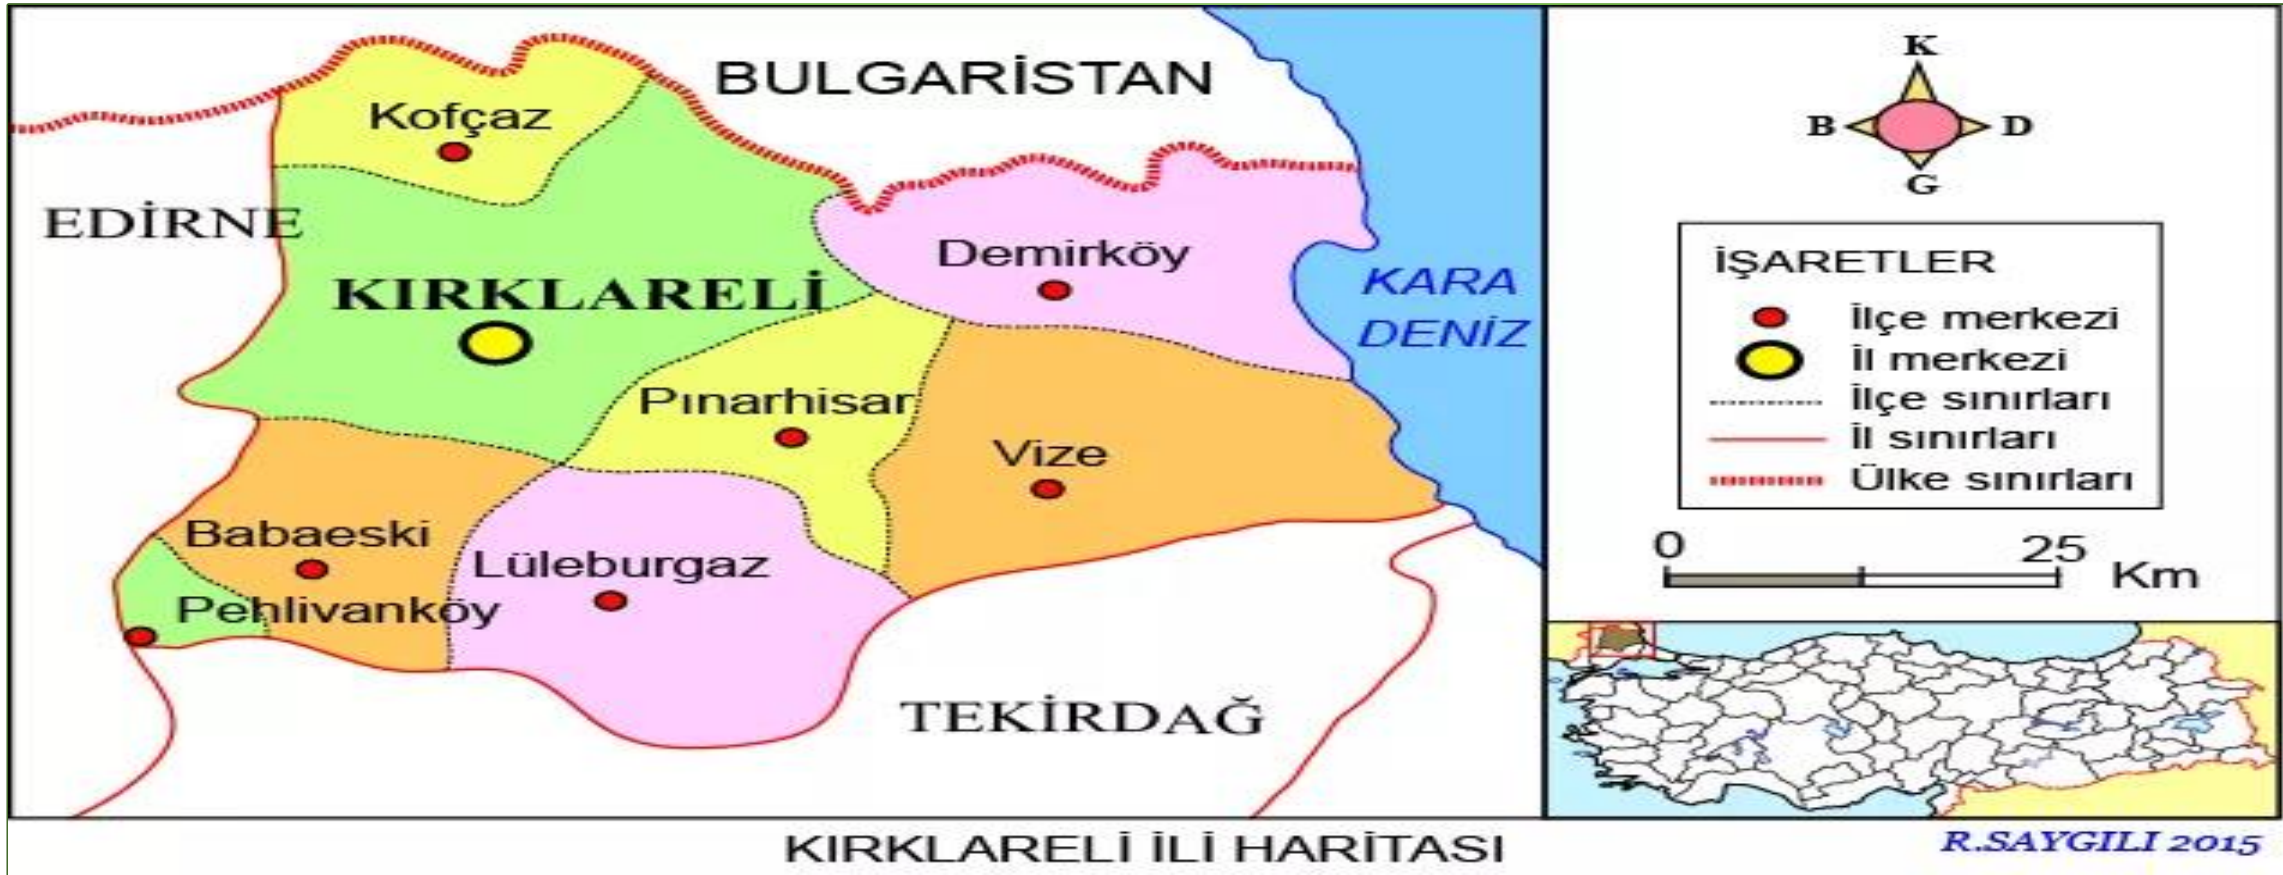 BULGARİSTAN
Kofçaz
EDİRNE
KIRKLARELİ
Demirköy
KARA
DENİZ
Pınarhisar
Vize
Babaeski
Lüleburgaz
Pehlivanköy
TEKİRDAĞ
K
B
D
G
İŞARETLER
İlçe merkezi
İl merkezi
İlçe sınırları
İl sınırları
Ülke sınırları
0 25
Km
KIRKLARELİ İLİ HARİTASI
R.SAYGILI 2015